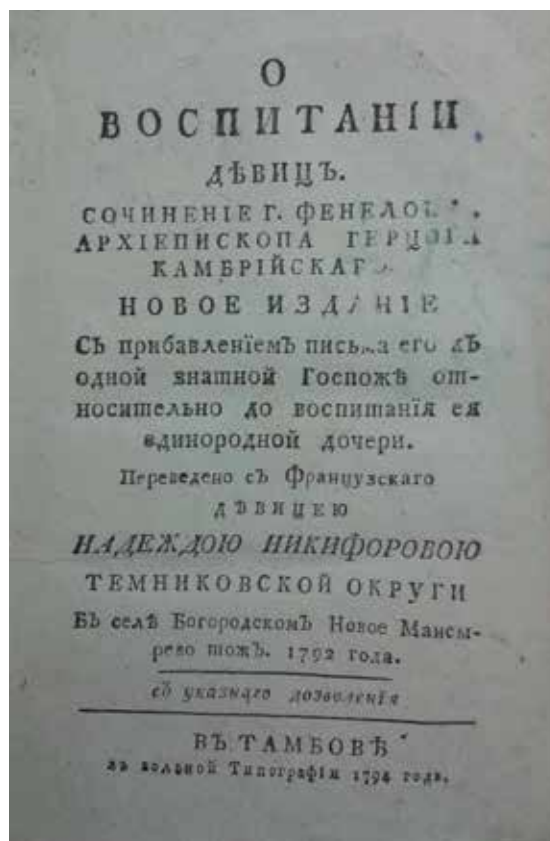 О
ВОСПИТАНІИ
ДѢВИЦЪ.
СОЧИНЕНІЕ Г. ФЕНЕЛОНА,
АРХІЕПИСКОПА ГЕРЦОГА
КАМБРІЙСКАГО
НОВОЕ ИЗДАНІЕ
Съ прибавленіемъ письма его къ
одной знатной Госпожѣ от-
носительно до воспитанія ея
единородной дочери.
Переведено съ Французскаго
ДѢВИЦЕЮ
НАДЕЖДОЮ НИКИФОРОВОЮ
ТЕМНИКОВСКОЙ ОКРУГИ
Въ селѣ Богородскомъ Новое Мансы-
рево тожъ. 1792 года.
съ указнаго дозволенія
ВЪ ТАМБОВѢ
въ вольной Типографіи 1794 года.